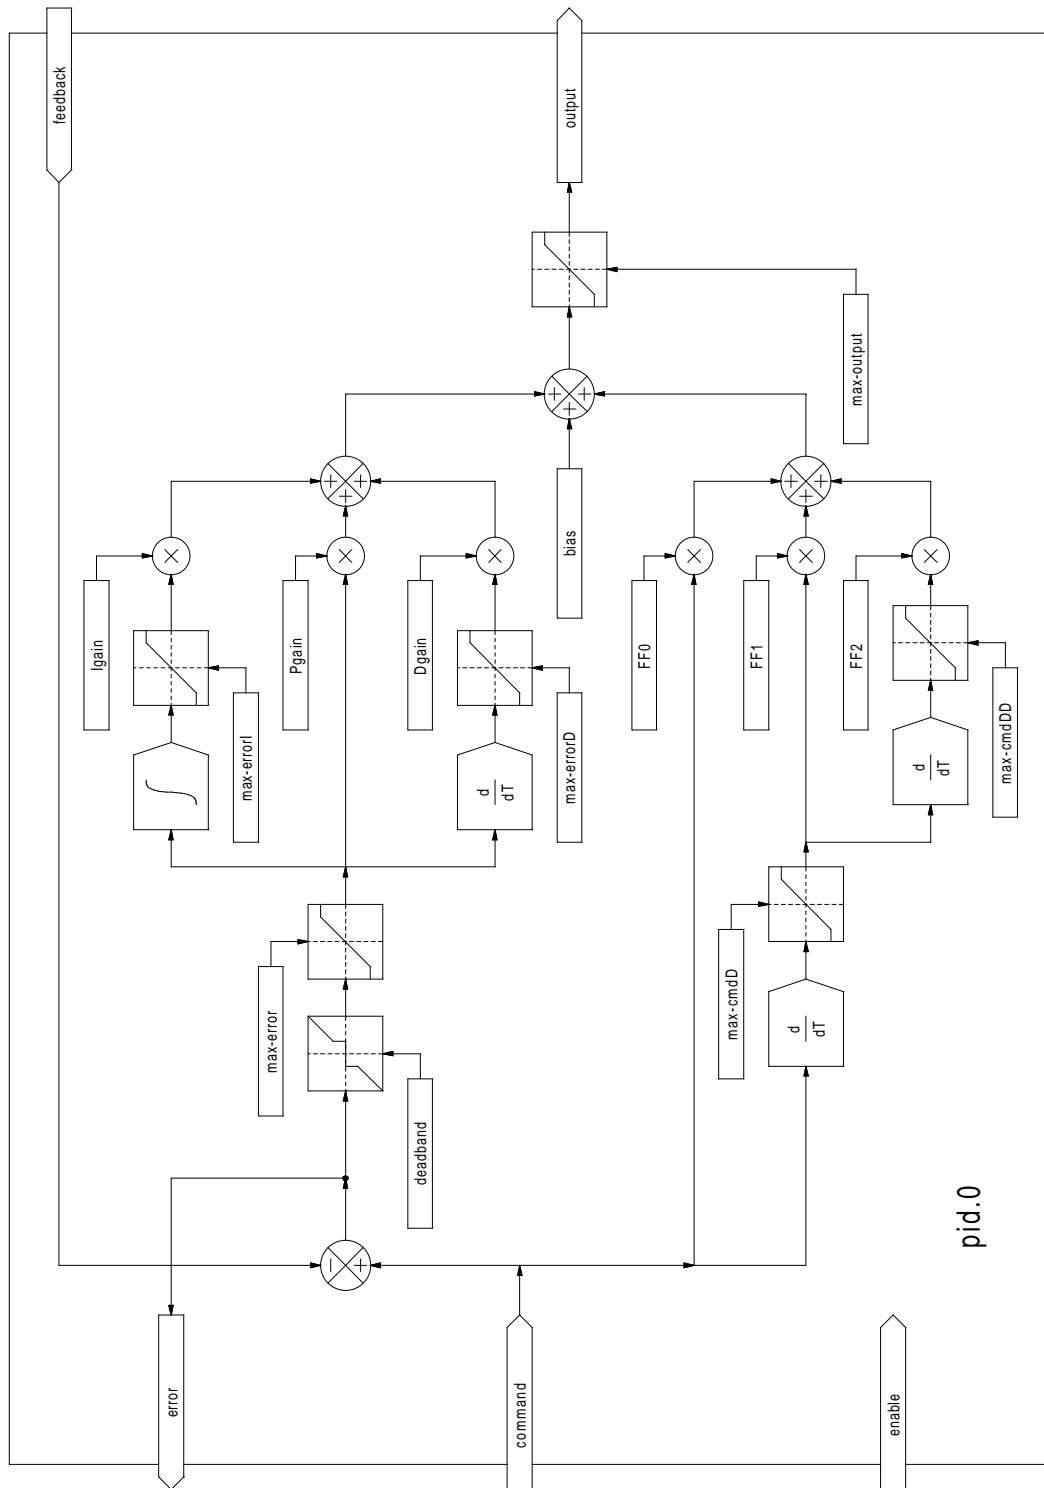 feedback
output
max-output
Igain
Pgain
Dgain
bias
FF0
FF1
FF2
max-errorI
max-errorD
max-cmdDD
d
dT
d
dT
max-error
max-cmdD
d
dT
deadband
pid.0
error
command
enable
+
+
+
+
+
+
+
+
+
−
+
×
×
×
×
×
×
∫